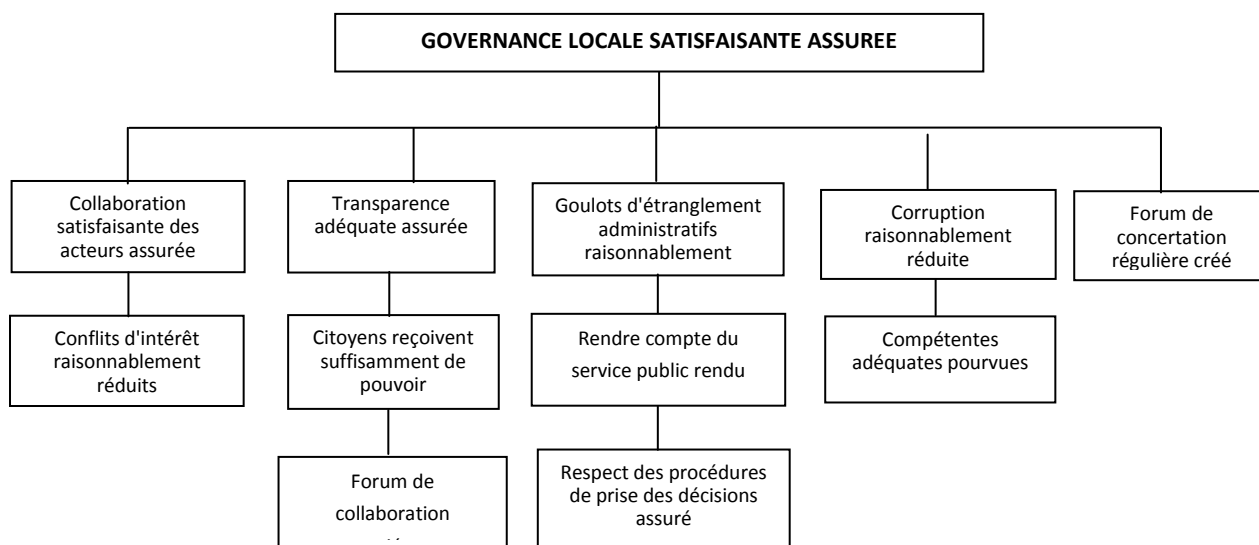 GOVERNANCE LOCALE SATISFAISANTE ASSUREE
Collaboration
satisfaisante des
acteurs assurée
Transparence
adéquate assurée
Goulots d'étranglement
administratifs
raisonnablement
Corruption
raisonnablement
réduite
Forum de
concertation
régulière créé
Conflits d'intérêt
raisonnablement
réduits
Citoyens reçoivent
suffisamment de
pouvoir
Rendre compte du
service public rendu
Compétentes
adéquates pourvues
Forum de
collaboration
Respect des procédures
de prise des décisions
assuré